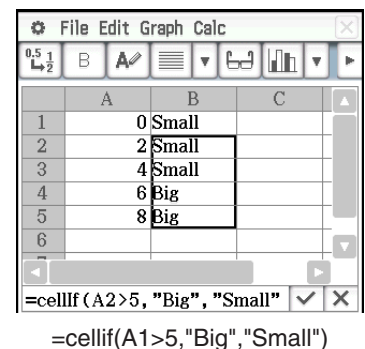 File Edit Graph Calc
0.5 1 2 B A
A B C
1 0 Small
2 2 Small
3 4 Small
4 6 Big
5 8 Big
6
=cellIf(A2>5,"Big","Small"
=cellif(A1>5,"Big","Small")